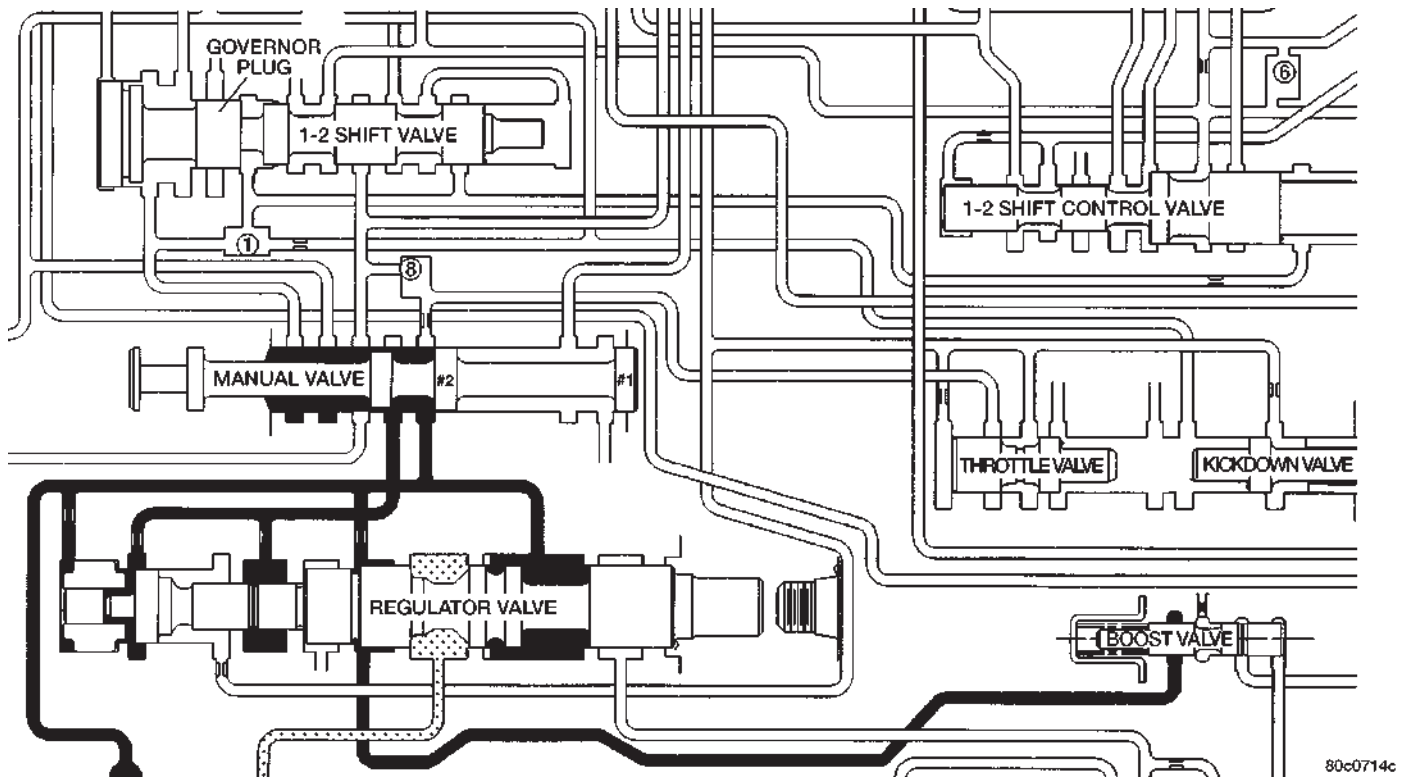 GOVERNOR
PLUG
6
1-2 SHIFT VALVE
1-2 SHIFT CONTROL VALVE
1
8
MANUAL VALVE
#2
#1
THROTTLE VALVE
KICKDOWN VALVE
REGULATOR VALVE
BOOST VALVE
80c0714c